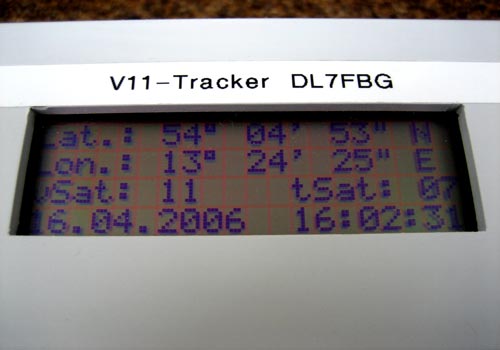 V11-Tracker DL7FBG
Lat.: 54° 04' 53" N
Lon.: 13° 24' 25" E
vSat.: 11 tSat: 07
16.04.2006 16:02:31